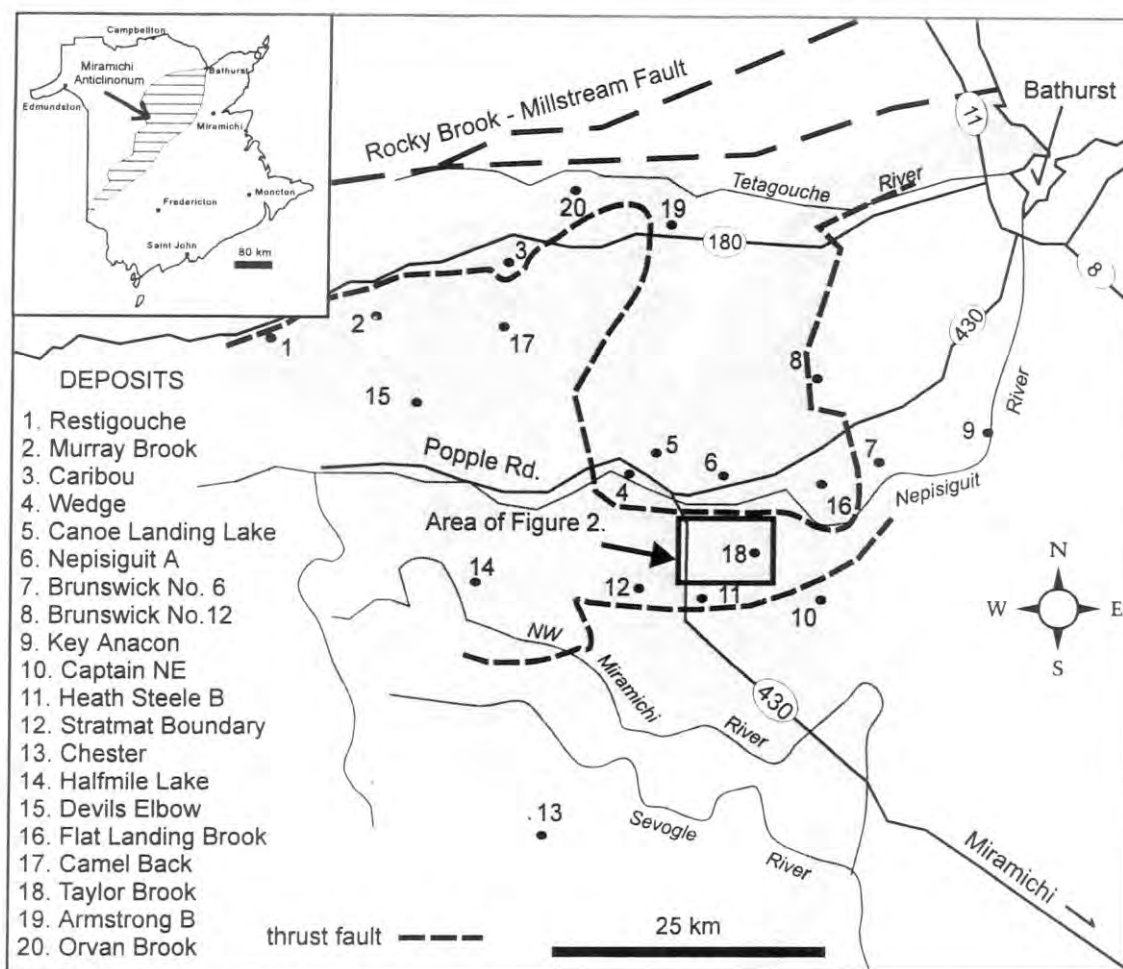 Campbellton
Miramichi
Anticlinorum
Bathurst
Edmundston
Miramichi
Moncton
Fredericton
Saint John
80 km
Rocky Brook - Millstream Fault
11
Bathurst
Tetagouche River
20
19
180
3
8
2
17
1
430
8
DEPOSITS
15
River
1. Restigouche
2. Murray Brook
3. Caribou
4. Wedge
5. Canoe Landing Lake
6. Nepisiguit A
7. Brunswick No. 6
8. Brunswick No.12
9. Key Anacon
10. Captain NE
11. Heath Steele B
12. Stratmat Boundary
13. Chester
14. Halfmile Lake
15. Devils Elbow
16. Flat Landing Brook
17. Camel Back
18. Taylor Brook
19. Armstrong B
20. Orvan Brook
9
Popple Rd.
5
6
7
4
16
Nepisiguit
Area of Figure 2.
18
14
12
11
10
N
W
E
S
NW
Miramichi
River
430
13
Sevogle
River
Miramichi
thrust fault
25 km